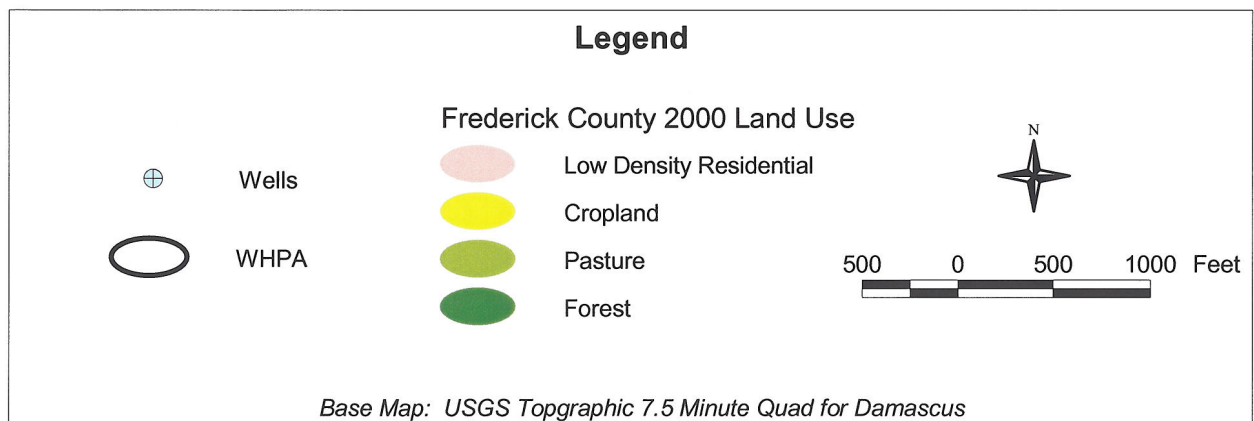 Legend
Frederick County 2000 Land Use
Wells
WHPA
Low Density Residential
Cropland
Pasture
Forest
N
500 0 500 1000 Feet
Base Map: USGS Topgraphic 7.5 Minute Quad for Damascus